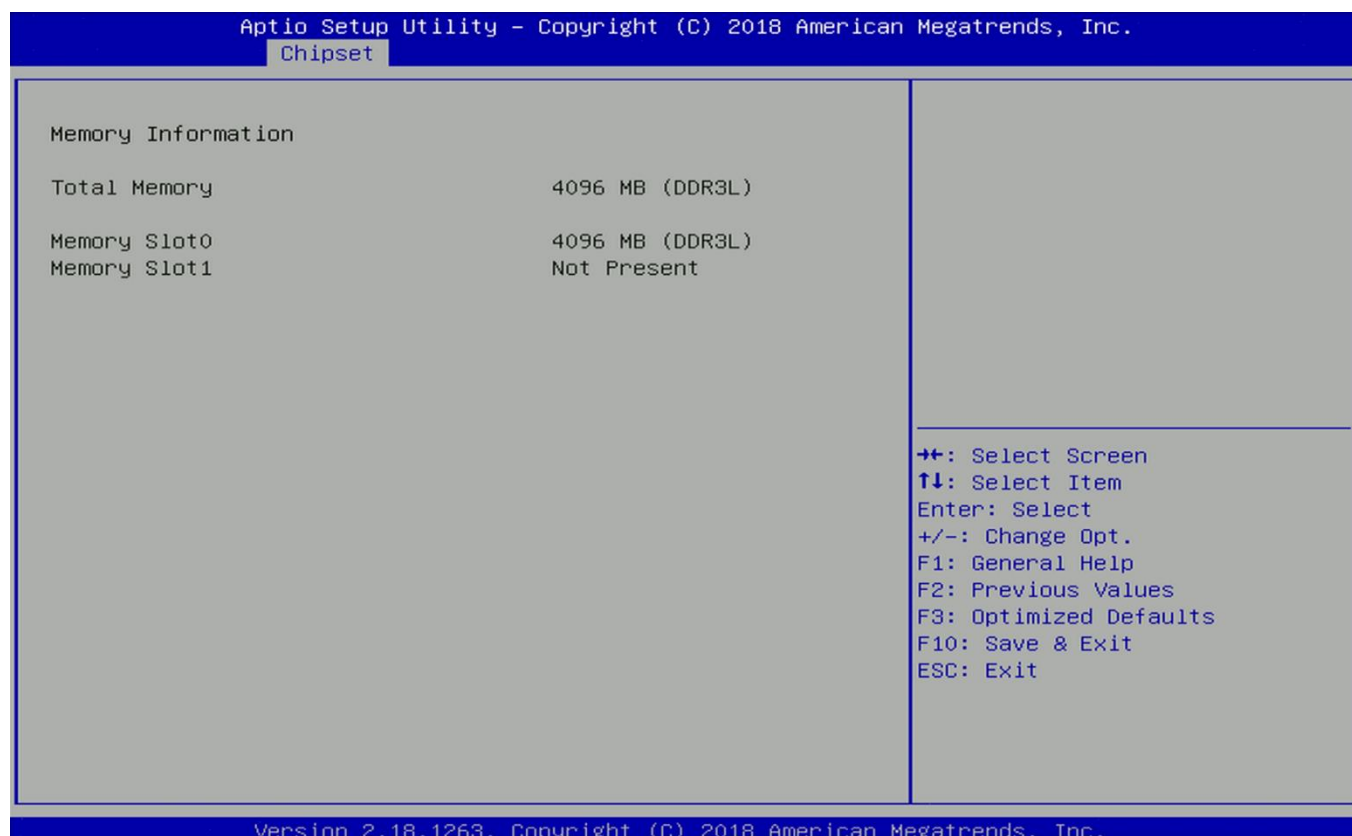 Aptio Setup Utility – Copyright (C) 2018 American Megatrends, Inc.
Chipset
Memory Information
Total Memory 4096 MB (DDR3L)
Memory Slot0 4096 MB (DDR3L)
Memory Slot1 Not Present
→←: Select Screen
↑↓: Select Item
Enter: Select
+/-: Change Opt.
F1: General Help
F2: Previous Values
F3: Optimized Defaults
F10: Save & Exit
ESC: Exit
Version 2.18.1263. Copyright (C) 2018 American Megatrends, Inc.